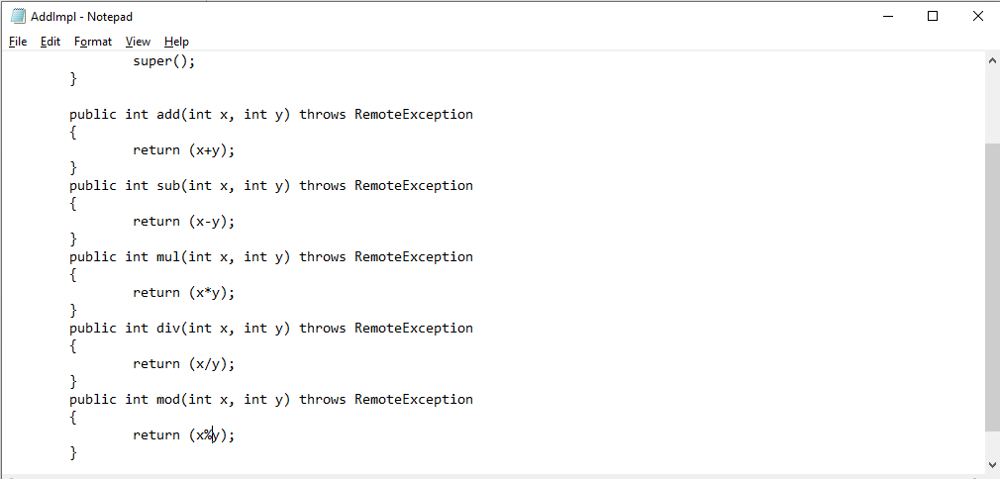 AddImpl - Notepad
File Edit Format View Help
super();
}
public int add(int x, int y) throws RemoteException
{
return (x+y);
}
public int sub(int x, int y) throws RemoteException
{
return (x-y);
}
public int mul(int x, int y) throws RemoteException
{
return (x*y);
}
public int div(int x, int y) throws RemoteException
{
return (x/y);
}
public int mod(int x, int y) throws RemoteException
{
return (x%y);
}